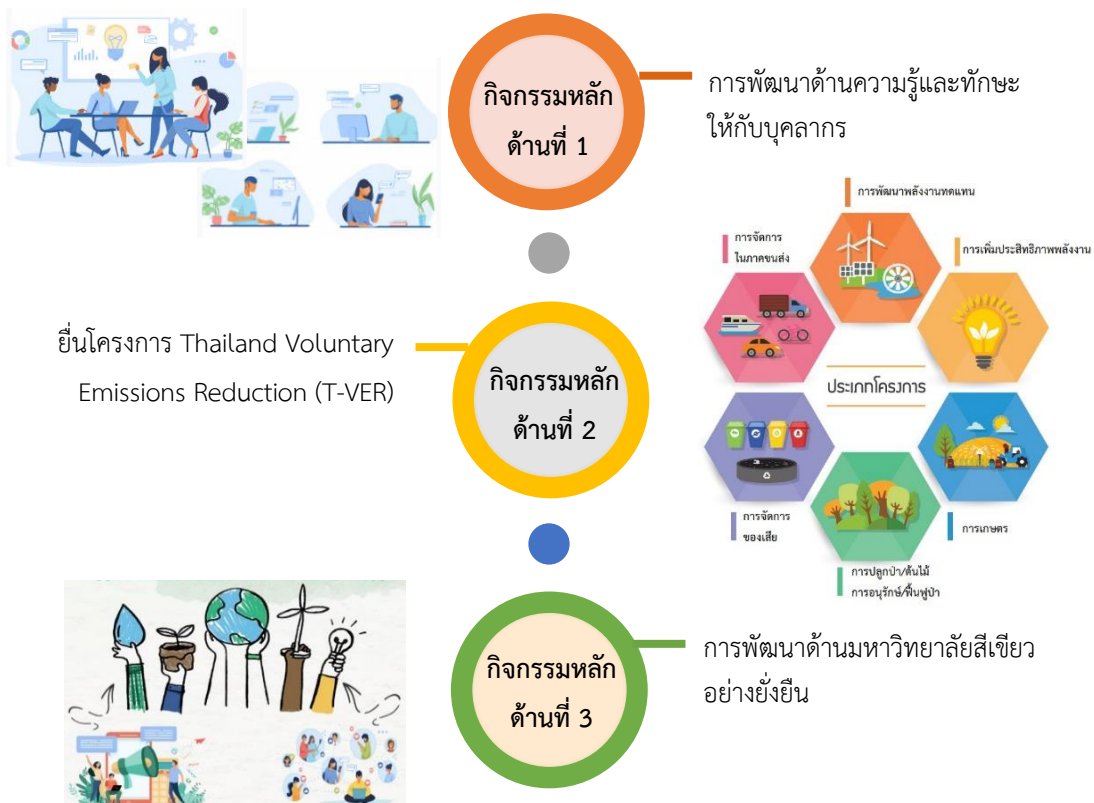 กิจกรรมหลัก
ด้านที่ 1
การพัฒนาด้านความรู้และทักษะ
ให้กับบุคลากร
ยื่นโครงการ Thailand Voluntary
Emissions Reduction (T-VER)
กิจกรรมหลัก
ด้านที่ 2
การพัฒนาพลังงานทดแทน
การจัดการ
ในภาคขนส่ง
การเพิ่มประสิทธิภาพพลังงาน
ประเภทโครงการ
การจัดการ
ของเสีย
การเกษตร
การปลูกป่า/ต้นไม้
การอนุรักษ์/ฟื้นฟูป่า
กิจกรรมหลัก
ด้านที่ 3
การพัฒนาด้านมหาวิทยาลัยสีเขียว
อย่างยั่งยืน